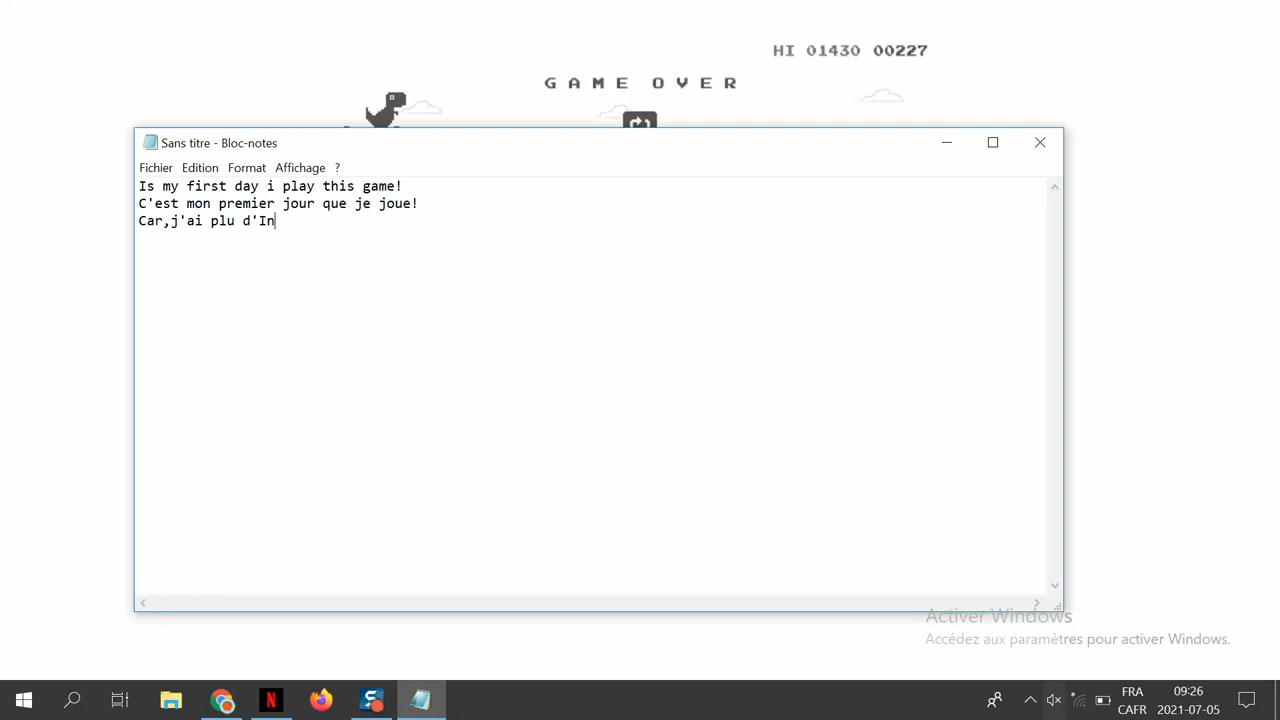 HI 01430 00227
GAME OVER
Sans titre - Bloc-notes
Fichier Edition Format Affichage ?
Is my first day i play this game!
C'est mon premier jour que je joue!
Car,j'ai plu d'In
Activer Windows
Accédez aux paramètres pour activer Windows.
FRA 09:26
CAFR 2021-07-05